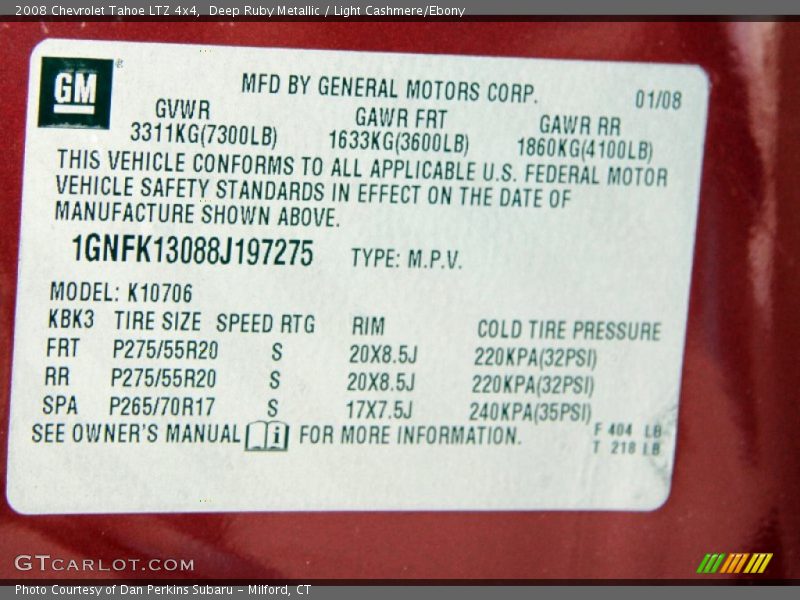 2008 Chevrolet Tahoe LTZ 4x4,  Deep Ruby Metallic / Light Cashmere/Ebony
GM ®
MFD BY GENERAL MOTORS CORP.
01/08
GVWR GAWR FRT GAWR RR
3311KG(7300LB) 1633KG(3600LB) 1860KG(4100LB)
THIS VEHICLE CONFORMS TO ALL APPLICABLE U.S. FEDERAL MOTOR
VEHICLE SAFETY STANDARDS IN EFFECT ON THE DATE OF
MANUFACTURE SHOWN ABOVE.
1GNFK13088J197275 TYPE: M.P.V.
MODEL: K10706
KBK3 TIRE SIZE SPEED RTG RIM COLD TIRE PRESSURE
FRT P275/55R20 S 20X8.5J 220KPA(32PSI)
RR P275/55R20 S 20X8.5J 220KPA(32PSI)
SPA P265/70R17 S 17X7.5J 240KPA(35PSI)
SEE OWNER'S MANUAL i FOR MORE INFORMATION.
F 404 LB
T 218 LB
GTCARLOT.COM
Photo Courtesy of Dan Perkins Subaru - Milford, CT